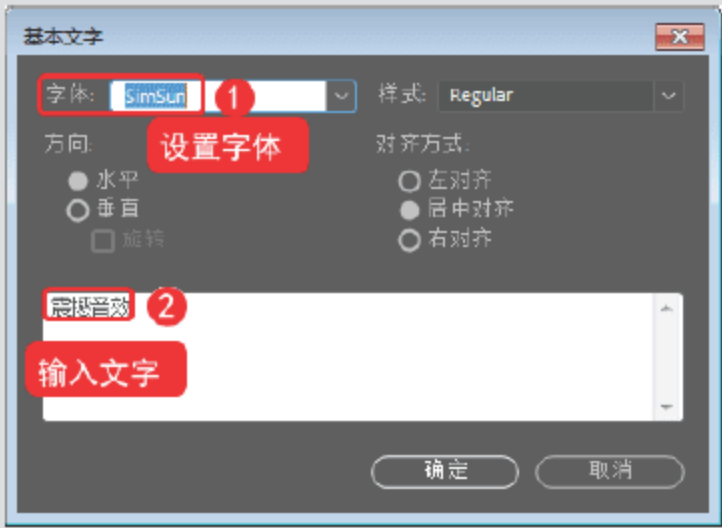 基本文字
字体: SimSun 1 样式: Regular
设置字体
方向: 对齐方式:
水平 左对齐
垂直 居中对齐
旋转 右对齐
震撼音效 2
输入文字
确定 取消